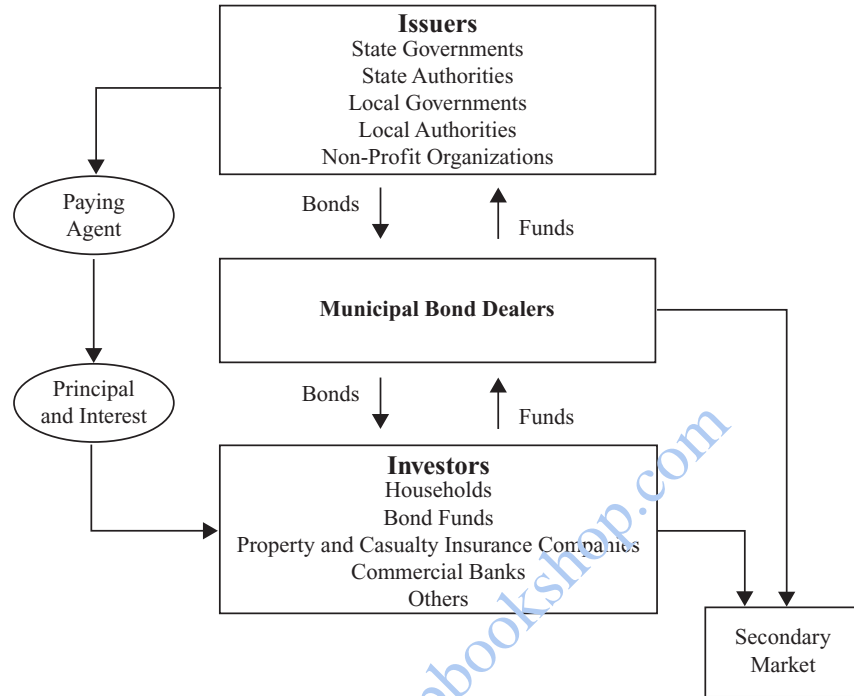 Issuers
State Governments
State Authorities
Local Governments
Local Authorities
Non-Profit Organizations
Paying
Agent
Bonds
Funds
Municipal Bond Dealers
Principal
and Interest
Bonds
Funds
Investors
Households
Bond Funds
Property and Casualty Insurance Companies
Commercial Banks
Others
Secondary
Market
bookshop.com